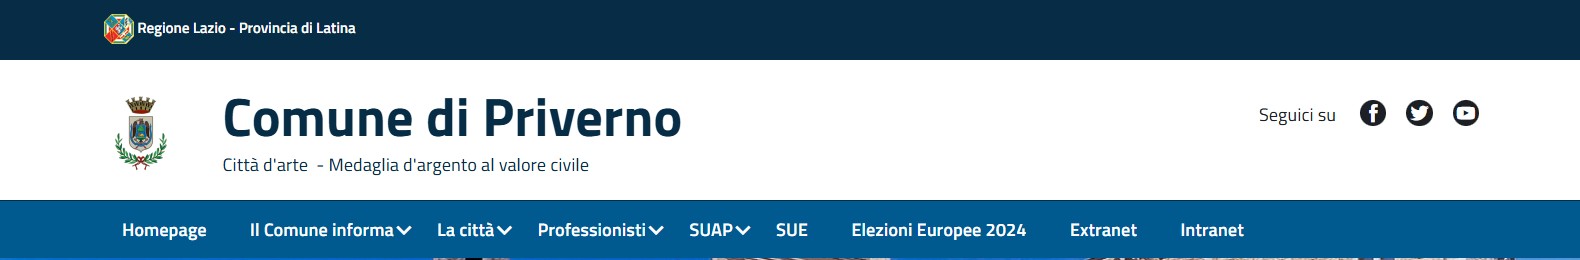 Regione Lazio - Provincia di Latina
Comune di Priverno
Seguici su
Città d'arte - Medaglia d'argento al valore civile
Homepage Il Comune informa La città Professionisti SUAP SUE Elezioni Europee 2024 Extranet Intranet